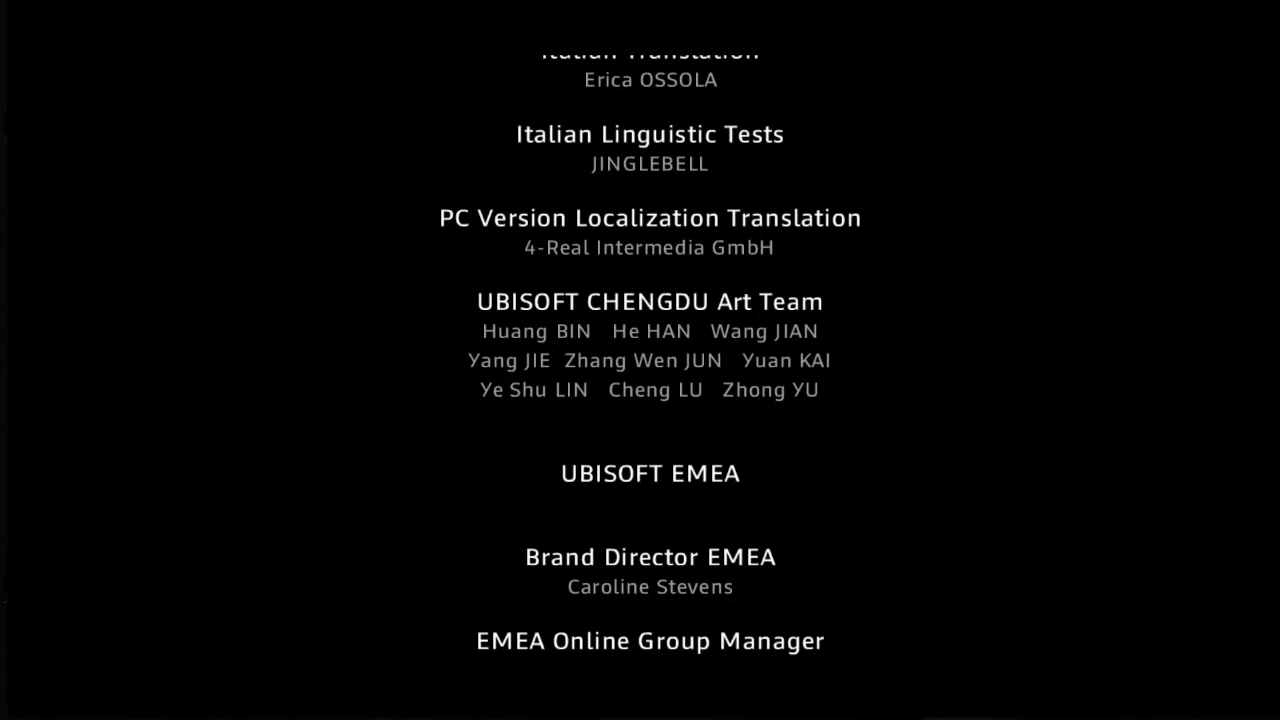 Italian Translation
Erica OSSOLA
Italian Linguistic Tests
JINGLEBELL
PC Version Localization Translation
4-Real Intermedia GmbH
UBISOFT CHENGDU Art Team
Huang BIN He HAN Wang JIAN
Yang JIE Zhang Wen JUN Yuan KAI
Ye Shu LIN Cheng LU Zhong YU
UBISOFT EMEA
Brand Director EMEA
Caroline Stevens
EMEA Online Group Manager